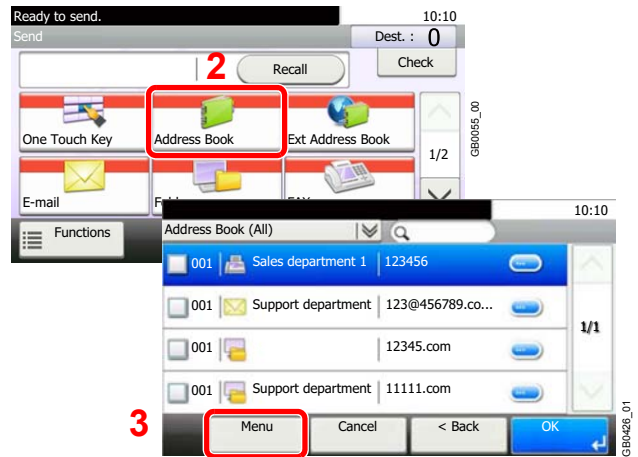 Ready to send.
10:10
Send
Dest. :
0
2
Recall
Check
One Touch Key
Address Book
Ext Address Book
1/2
GB0055_00
E-mail
Functions
10:10
Address Book (All)
001 Sales department 1 123456
001 Support department 123@456789.co...
1/1
001 12345.com
001 Support department 11111.com
3
Menu
Cancel
< Back
OK
GB0426_01